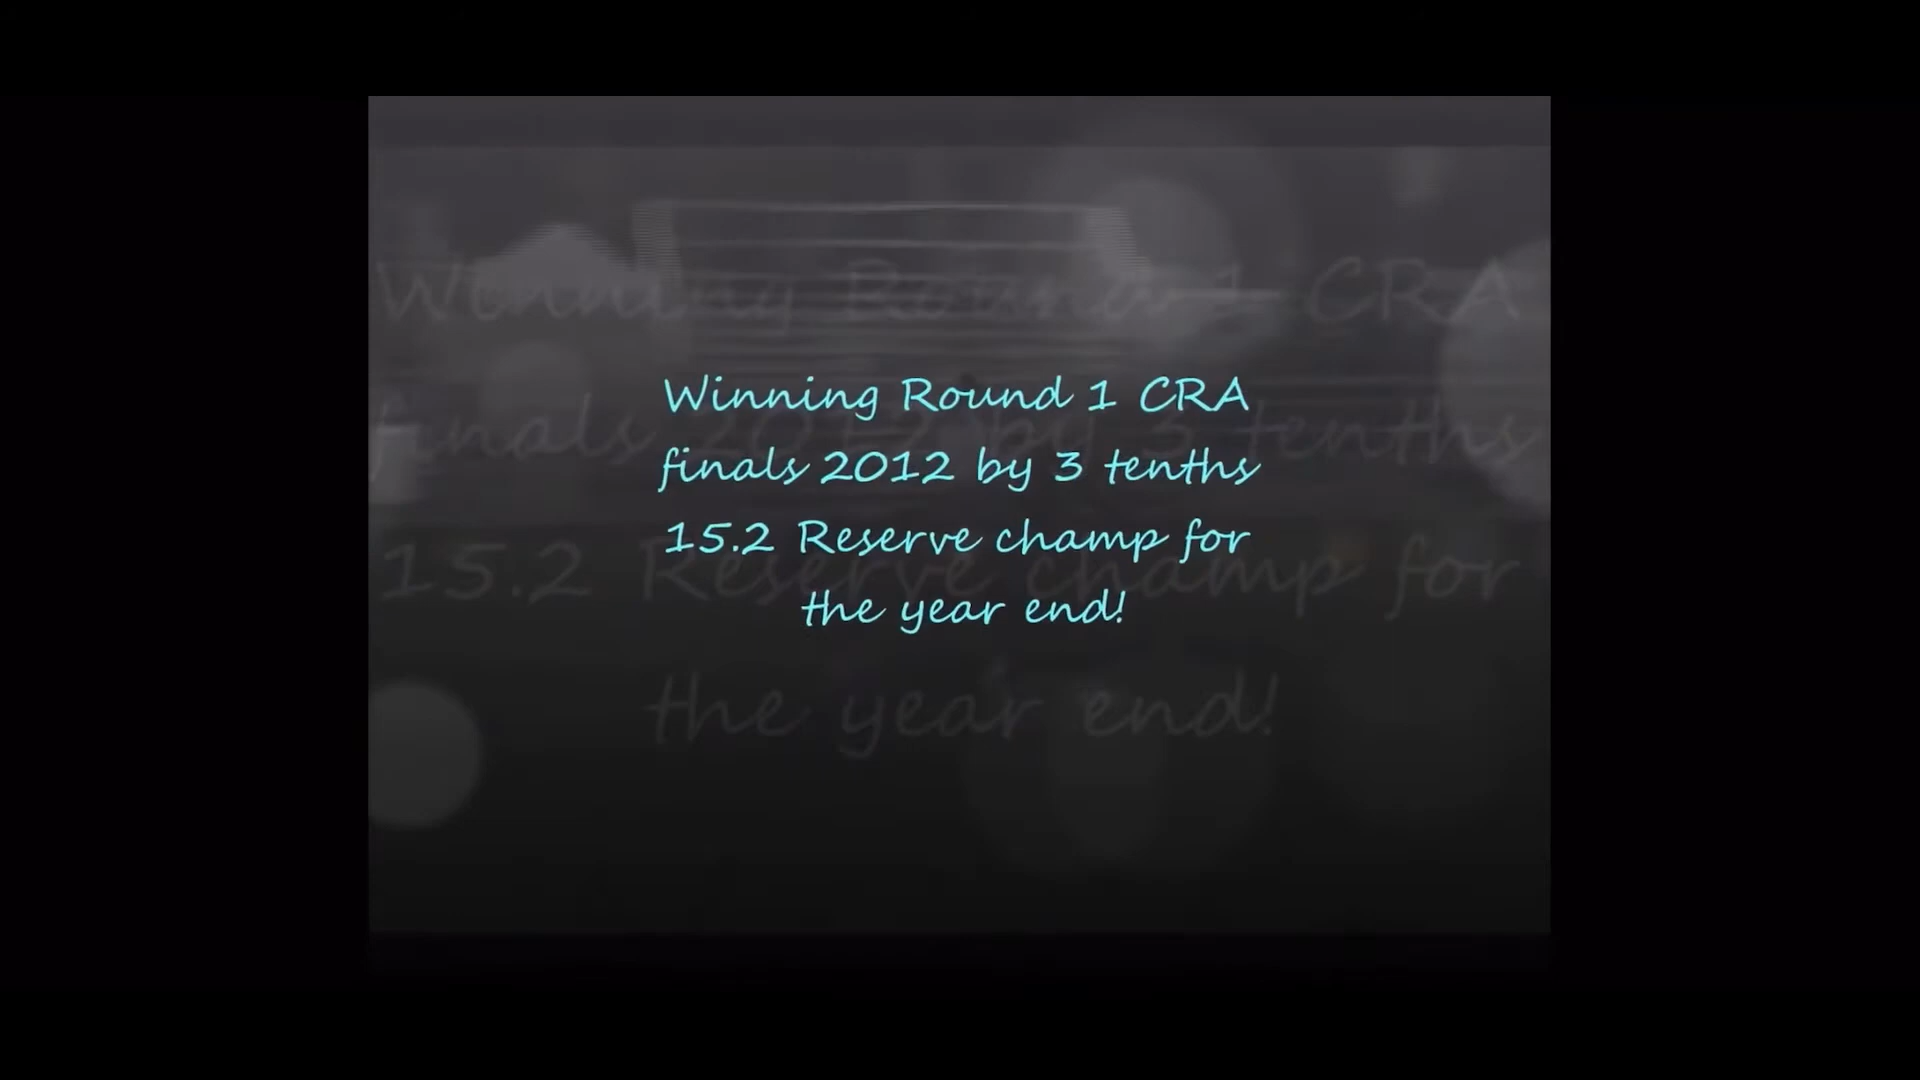 Winning Round 1 CRA
finals 2012 by 3 tenths
15.2 Reserve champ for
the year end!